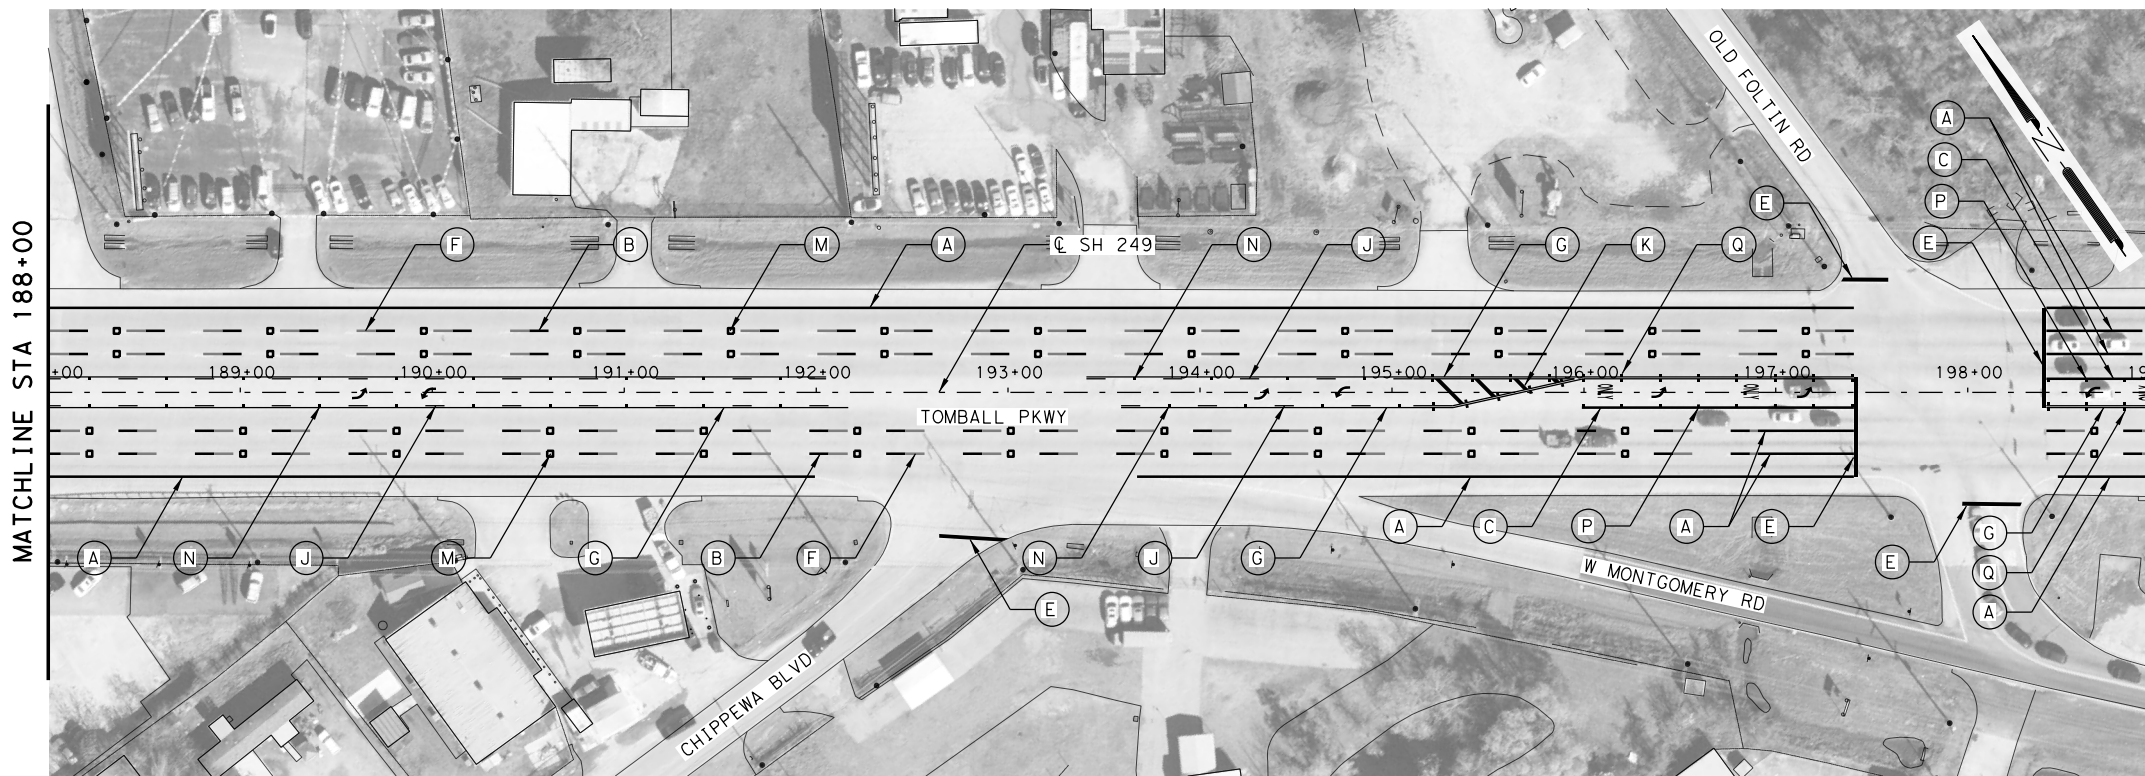 MATCHLINE STA 188+00
OLD FOLTIN RD
A
C
P
E
E
N
F
B
M
A
℄ SH 249
N
J
G
K
Q
+00
189+00
190+00
191+00
192+00
193+00
194+00
195+00
196+00
197+00
198+00
19
TOMBALL PKWY
A
N
J
M
G
B
F
N
J
G
A
C
P
A
E
E
G
Q
A
E
W MONTGOMERY RD
CHIPPEWA BLVD